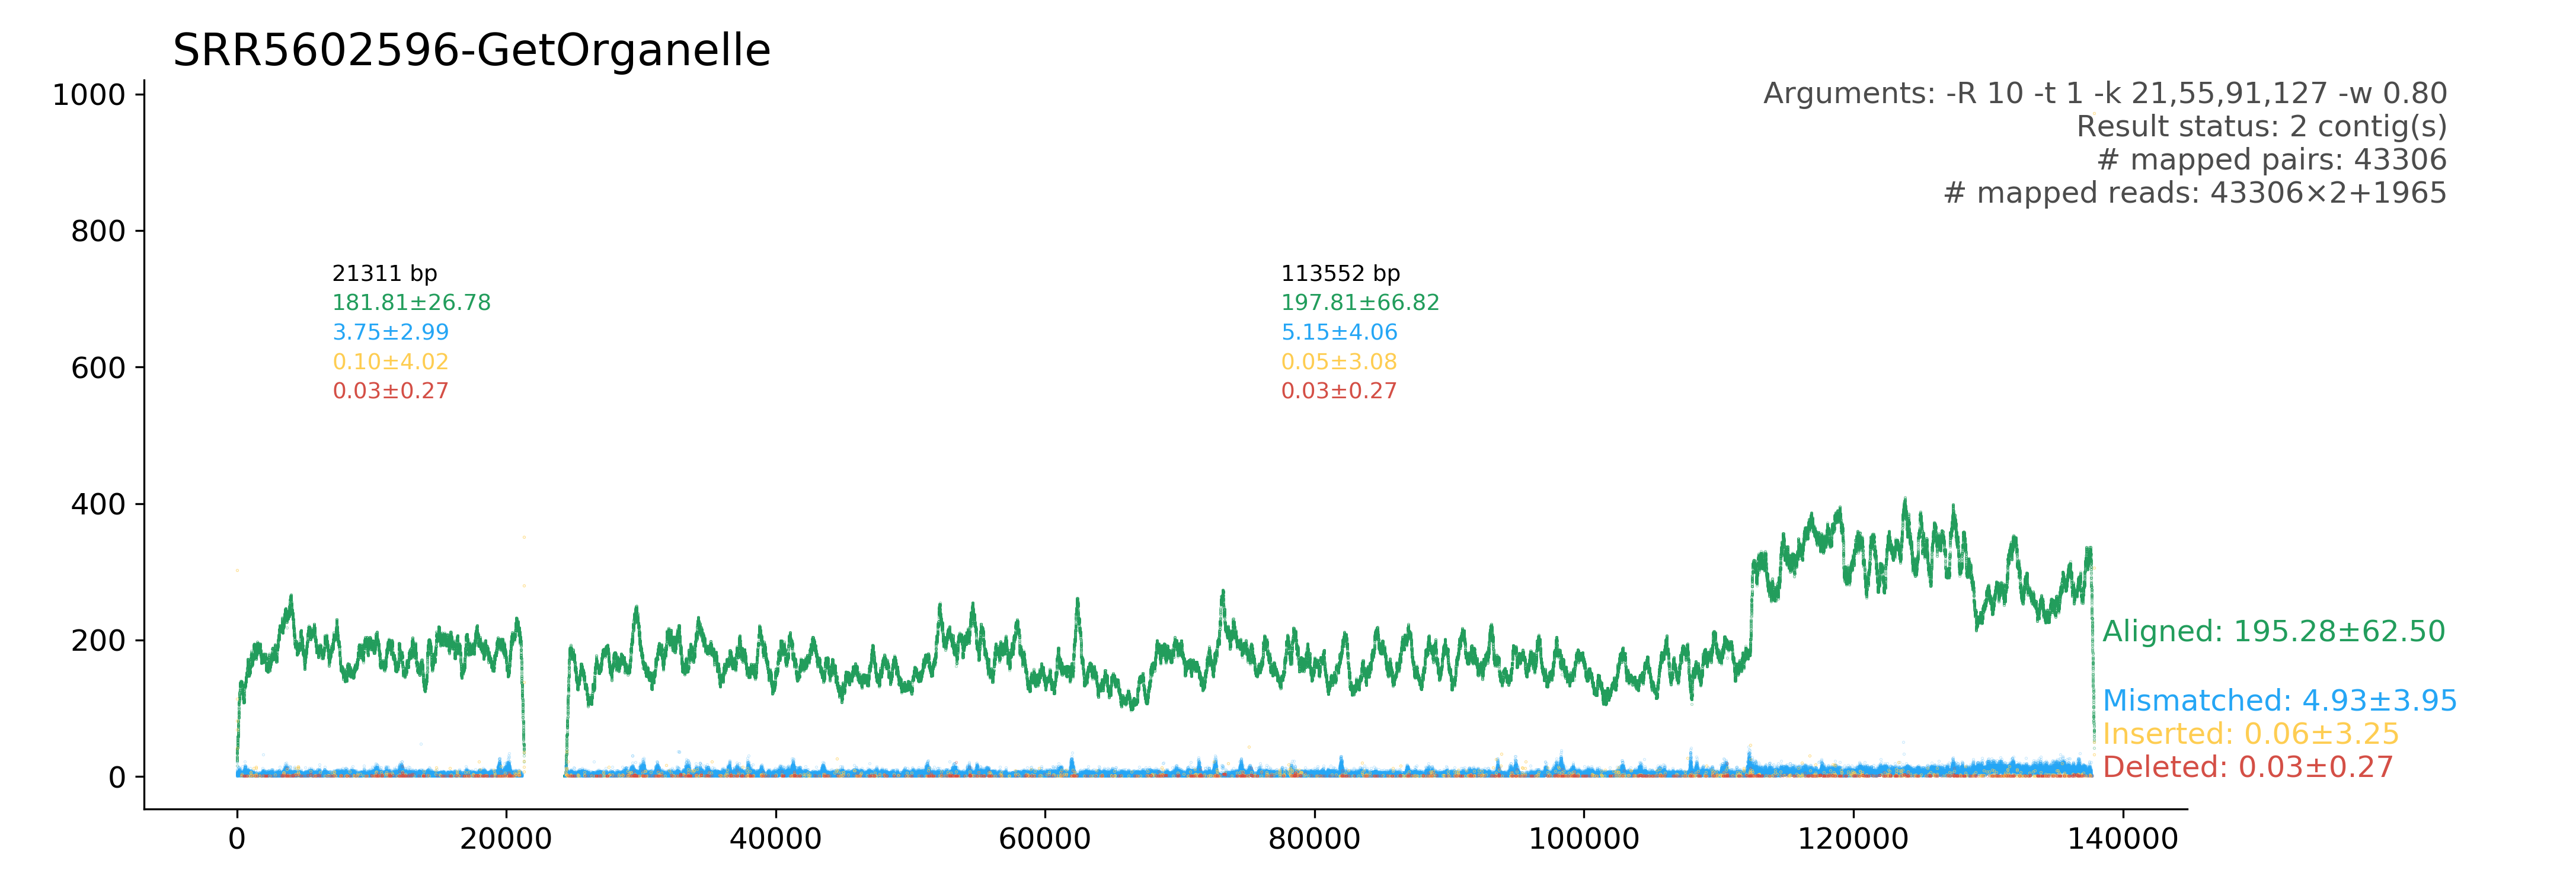 SRR5602596-GetOrganelle
Arguments: -R 10 -t 1 -k 21,55,91,127 -w 0.80
Result status: 2 contig(s)
# mapped pairs: 43306
# mapped reads: 43306×2+1965
1000
800
600
400
200
0
21311 bp
181.81±26.78
3.75±2.99
0.10±4.02
0.03±0.27
113552 bp
197.81±66.82
5.15±4.06
0.05±3.08
0.03±0.27
Aligned: 195.28±62.50
Mismatched: 4.93±3.95
Inserted: 0.06±3.25
Deleted: 0.03±0.27
0 20000 40000 60000 80000 100000 120000 140000